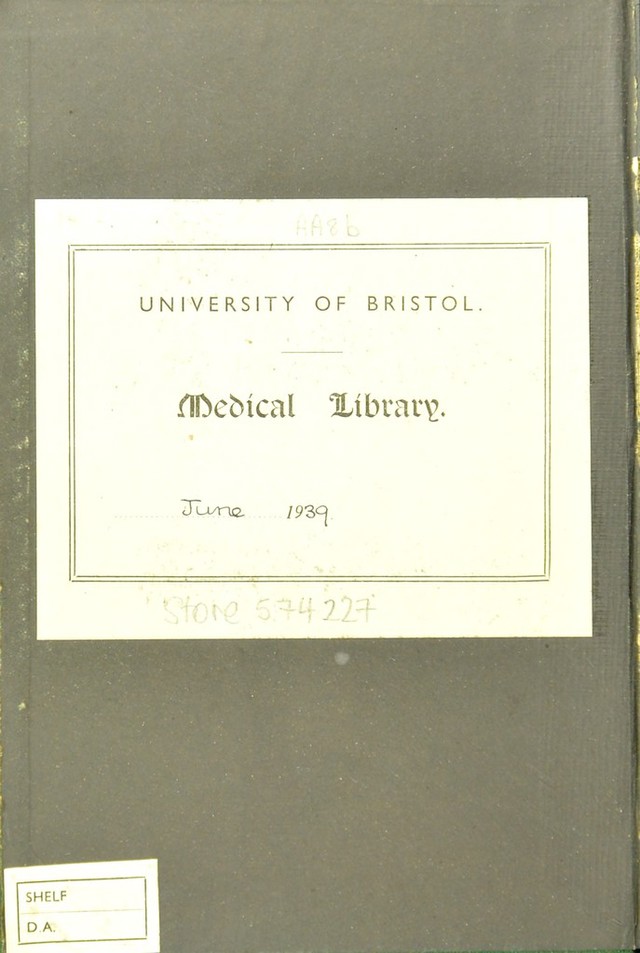 AA8b
UNIVERSITY OF BRISTOL.
Medical Library.
June 1939
Store 574227
SHELF
D.A.